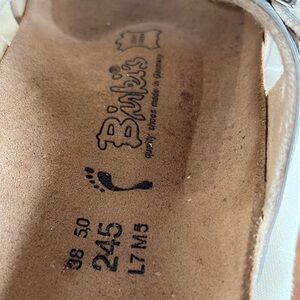 Birki's
quality shoes made in Germany
38 5.0
245
L7 M5